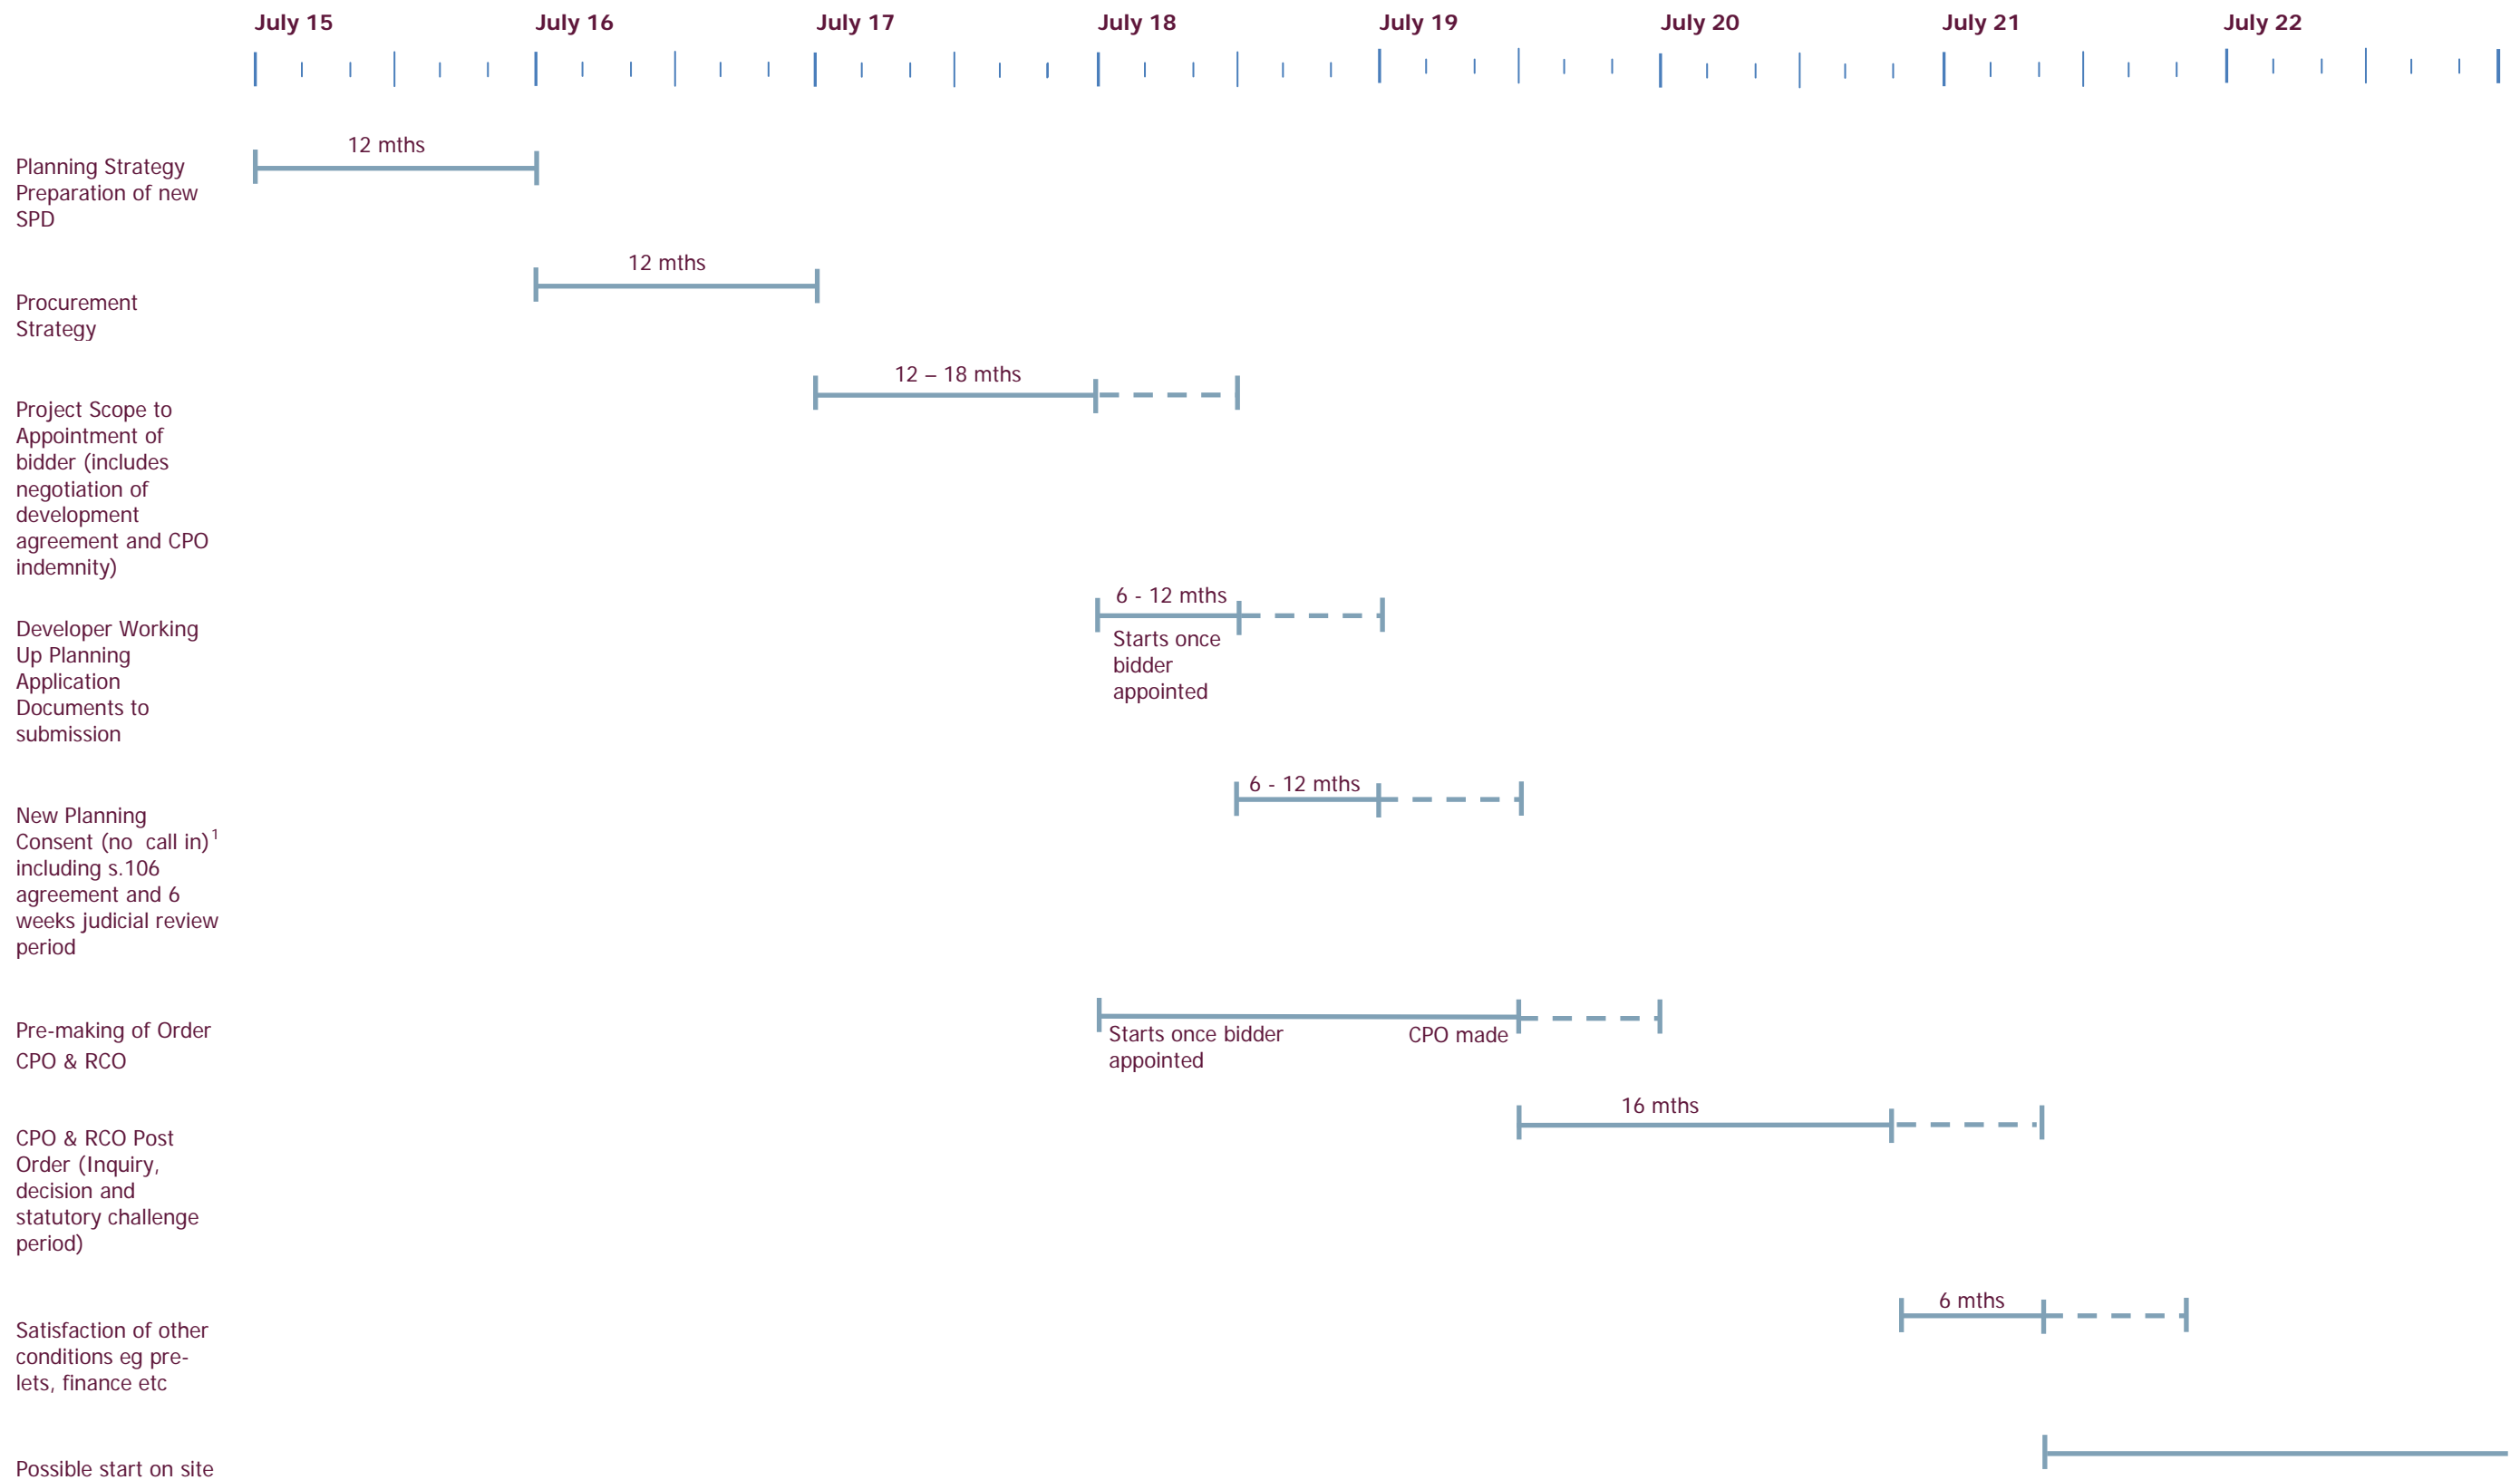 July 15 July 16 July 17 July 18 July 19 July 20 July 21 July 22
12 mths
Planning Strategy
Preparation of new
SPD
12 mths
Procurement
Strategy
12 – 18 mths
Project Scope to
Appointment of
bidder (includes
negotiation of
development
agreement and CPO
indemnity)
6 - 12 mths
Starts once
bidder
appointed
Developer Working
Up Planning
Application
Documents to
submission
6 - 12 mths
New Planning
Consent (no call in)1
including s.106
agreement and 6
weeks judicial review
period
Starts once bidder
appointed
CPO made
Pre-making of Order
CPO & RCO
16 mths
CPO & RCO Post
Order (Inquiry,
decision and
statutory challenge
period)
6 mths
Satisfaction of other
conditions eg pre-
lets, finance etc
Possible start on site